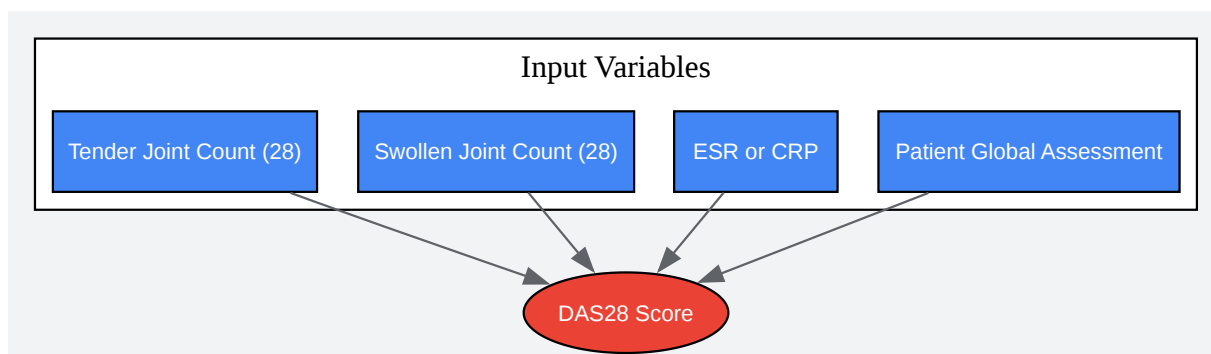 Input Variables
Tender Joint Count (28)
Swollen Joint Count (28)
ESR or CRP
Patient Global Assessment
DAS28 Score